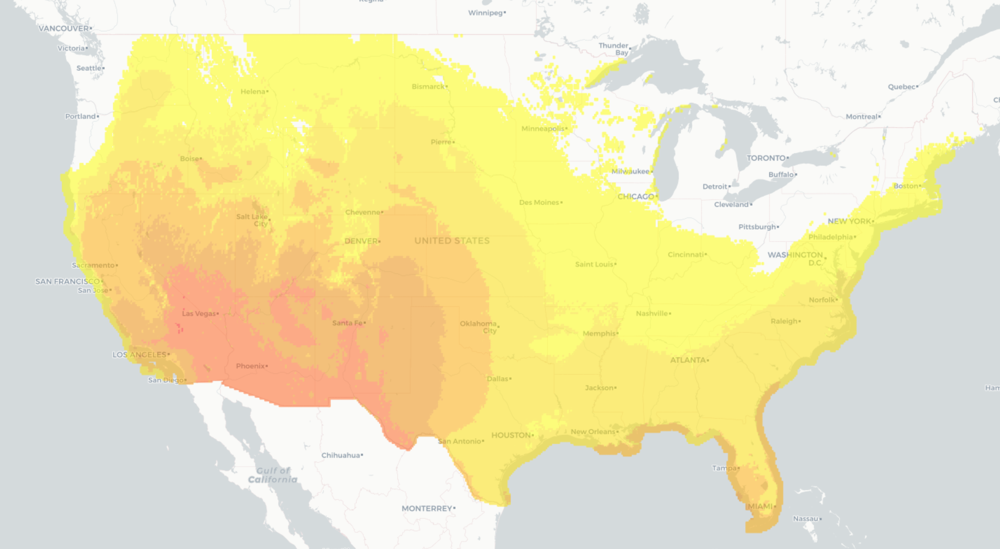 Regina
Winnipeg
VANCOUVER
Thunder
Bay
Victoria
Seattle
Bismarck
Quebec
Helena
Portland
Montreal
Minneapolis
Pierre
Boise
TORONTO
Milwaukee
Buffalo
Detroit
Boston
CHICAGO
Des Moines
Cleveland
Cheyenne
Salt Lake
City
NEW YORK
Pittsburgh
Philadelphia
DENVER
UNITED STATES
Cincinnati
WASHINGTON
D.C.
Saint Louis
Sacramento
SAN FRANCISCO
San Jose
Norfolk
Las Vegas
Nashville
Santa Fe
Oklahoma
City
Raleigh
Memphis
LOS ANGELES
ATLANTA
Phoenix
San Diego
Dallas
Jackson
Ham
New Orleans
HOUSTON
San Antonio
Chihuahua
Tampa
Gulf of
California
MIAMI
MONTERREY
Nassau